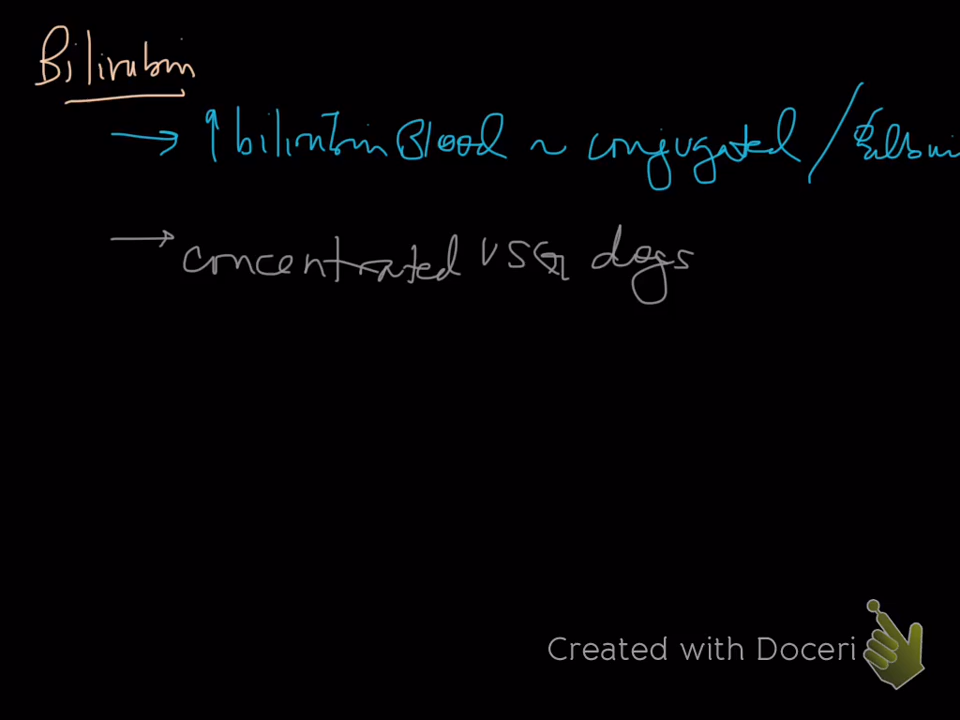 Bilirubin
→ ↑ bilirubin Blood ~ conjugated /
→ concentrated USG dogs
Created with Doceri